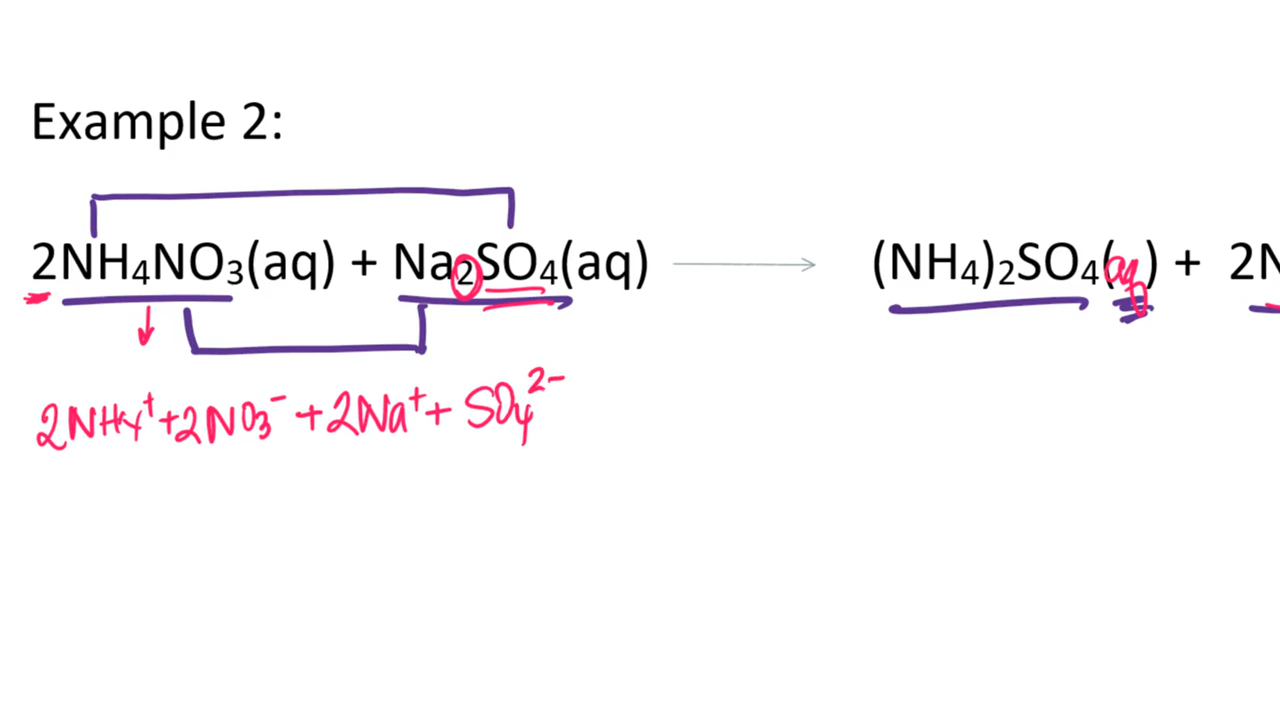 Example 2:
2NH₄NO₃(aq) + Na₂SO₄(aq) ⟶ (NH₄)₂SO₄(aq) + 2N
2NH₄⁺+2NO₃⁻+2Na⁺+ SO₄²⁻